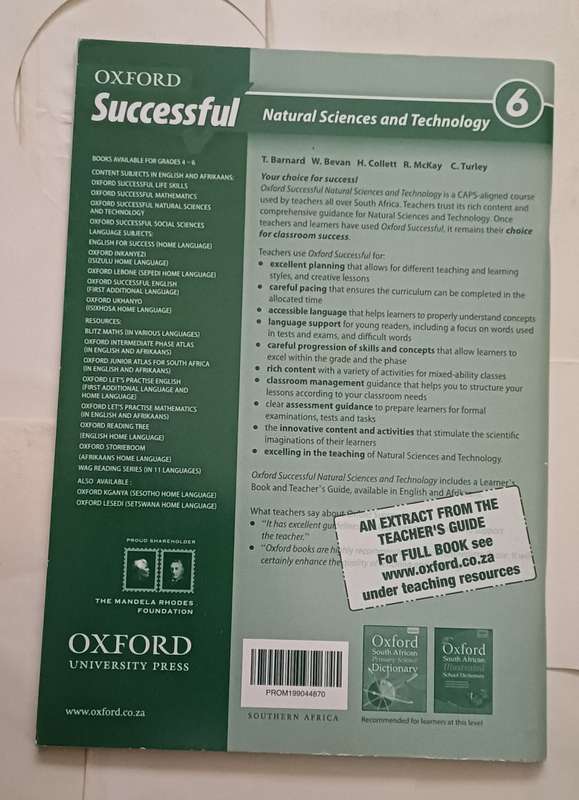 OXFORD
Successful
Natural Sciences and Technology
6
BOOKS AVAILABLE FOR GRADES 4 – 6
CONTENT SUBJECTS IN ENGLISH AND AFRIKAANS:
OXFORD SUCCESSFUL LIFE SKILLS
OXFORD SUCCESSFUL MATHEMATICS
OXFORD SUCCESSFUL NATURAL SCIENCES
AND TECHNOLOGY
OXFORD SUCCESSFUL SOCIAL SCIENCES
LANGUAGE SUBJECTS:
ENGLISH FOR SUCCESS (HOME LANGUAGE)
OXFORD INKANYEZI
(ISIZULU HOME LANGUAGE)
OXFORD LEBONE (SEPEDI HOME LANGUAGE)
OXFORD SUCCESSFUL ENGLISH
(FIRST ADDITIONAL LANGUAGE)
OXFORD UKHANYO
(ISIXHOSA HOME LANGUAGE)
RESOURCES:
BLITZ MATHS (IN VARIOUS LANGUAGES)
OXFORD INTERMEDIATE PHASE ATLAS
(IN ENGLISH AND AFRIKAANS)
OXFORD JUNIOR ATLAS FOR SOUTH AFRICA
(IN ENGLISH AND AFRIKAANS)
OXFORD LET'S PRACTISE ENGLISH
(FIRST ADDITIONAL LANGUAGE AND
HOME LANGUAGE)
OXFORD LET'S PRACTISE MATHEMATICS
(IN ENGLISH AND AFRIKAANS)
OXFORD READING TREE
(ENGLISH HOME LANGUAGE)
OXFORD STORIEBOOM
(AFRIKAANS HOME LANGUAGE)
WAG READING SERIES (IN 11 LANGUAGES)
ALSO AVAILABLE :
OXFORD KGANYA (SESOTHO HOME LANGUAGE)
OXFORD LESEDI (SETSWANA HOME LANGUAGE)
PROUD SHAREHOLDER
THE MANDELA RHODES
FOUNDATION
OXFORD
UNIVERSITY PRESS
www.oxford.co.za
T. Barnard W. Bevan H. Collett R. McKay C. Turley
Your choice for success!
Oxford Successful Natural Sciences and Technology is a CAPS-aligned course
used by teachers all over South Africa. Teachers trust its rich content and
comprehensive guidance for Natural Sciences and Technology. Once
teachers and learners have used Oxford Successful, it remains their choice
for classroom success.
Teachers use Oxford Successful for:
• excellent planning that allows for different teaching and learning
styles, and creative lessons
• careful pacing that ensures the curriculum can be completed in the
allocated time
• accessible language that helps learners to properly understand concepts
• language support for young readers, including a focus on words used
in tests and exams, and difficult words
• careful progression of skills and concepts that allow learners to
excel within the grade and the phase
• rich content with a variety of activities for mixed-ability classes
• classroom management guidance that helps you to structure your
lessons according to your classroom needs
• clear assessment guidance to prepare learners for formal
examinations, tests and tasks
• the innovative content and activities that stimulate the scientific
imaginations of their learners
• excelling in the teaching of Natural Sciences and Technology.
Oxford Successful Natural Sciences and Technology includes a Learner's
Book and Teacher's Guide, available in English and
What teachers say about
• "It has excellent
the teacher."
• "Oxford books are highly
certainly enhance the
AN EXTRACT FROM THE
TEACHER'S GUIDE
For FULL BOOK see
www.oxford.co.za
under teaching resources
PROM199044870
SOUTHERN AFRICA
Oxford
South African
Primary Science
Dictionary
Oxford
South African
Illustrated
School Dictionary
Recommended for learners at this level